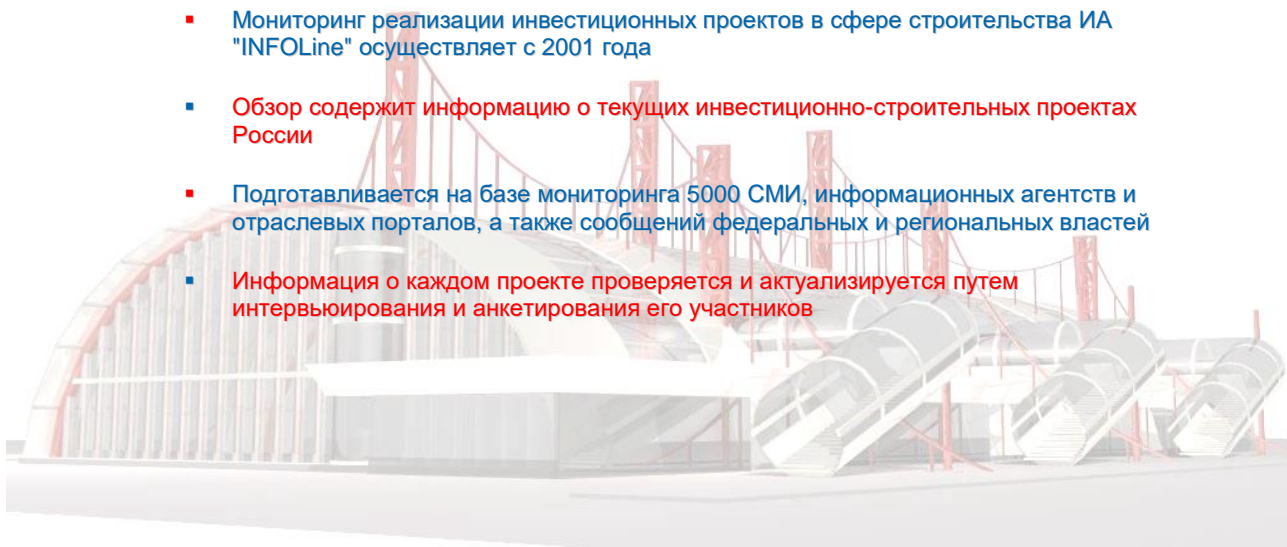 Мониторинг реализации инвестиционных проектов в сфере строительства ИА
"INFOLine" осуществляет с 2001 года
Обзор содержит информацию о текущих инвестиционно-строительных проектах
России
Подготавливается на базе мониторинга 5000 СМИ, информационных агентств и
отраслевых порталов, а также сообщений федеральных и региональных властей
Информация о каждом проекте проверяется и актуализируется путем
интервьюирования и анкетирования его участников